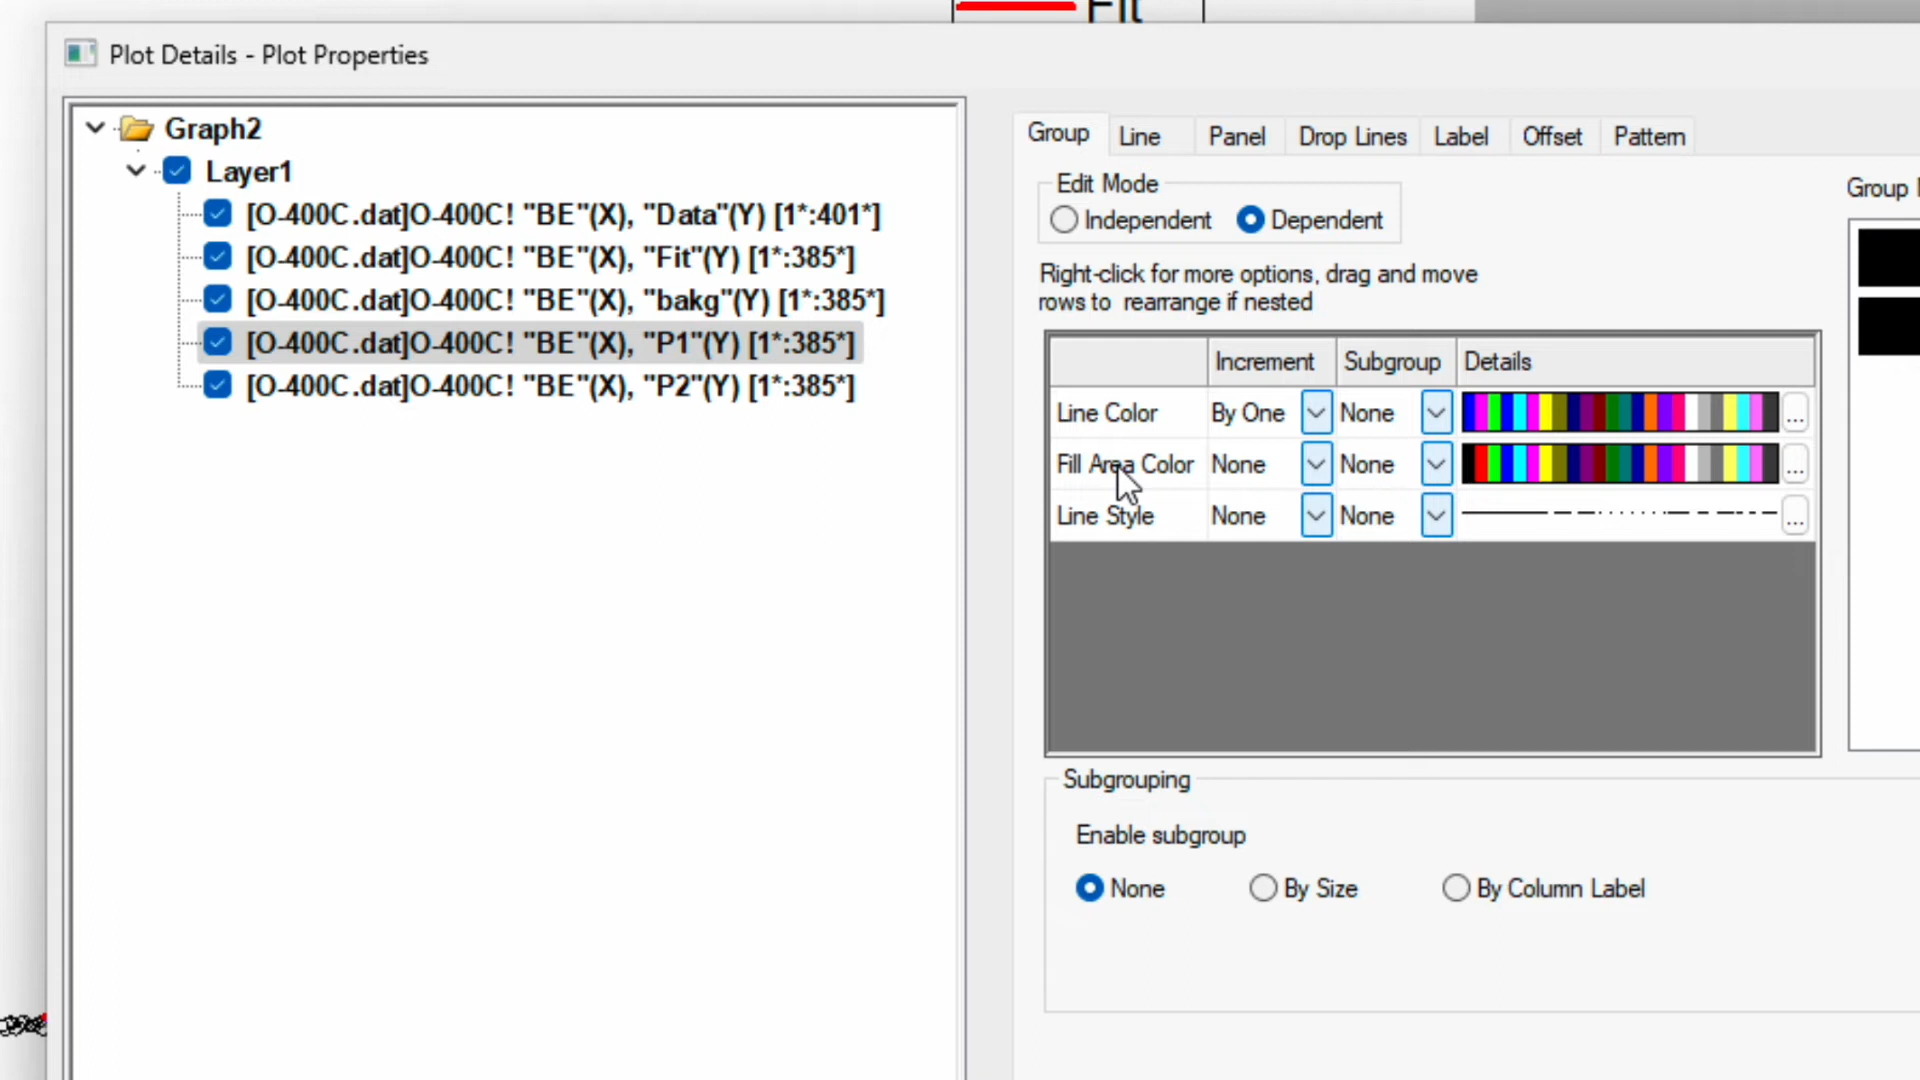 Fit
Plot Details - Plot Properties
Graph2
Layer1
[O-400C.dat]O-400C! "BE"(X), "Data"(Y) [1*:401*]
[O-400C.dat]O-400C! "BE"(X), "Fit"(Y) [1*:385*]
[O-400C.dat]O-400C! "BE"(X), "bakg"(Y) [1*:385*]
[O-400C.dat]O-400C! "BE"(X), "P1"(Y) [1*:385*]
[O-400C.dat]O-400C! "BE"(X), "P2"(Y) [1*:385*]
Group Line Panel Drop Lines Label Offset Pattern
Edit Mode
Independent Dependent
Group
Right-click for more options, drag and move
rows to rearrange if nested
Increment Subgroup Details
Line Color By One None ...
Fill Area Color None None ...
Line Style None None ...
Subgrouping
Enable subgroup
None By Size By Column Label